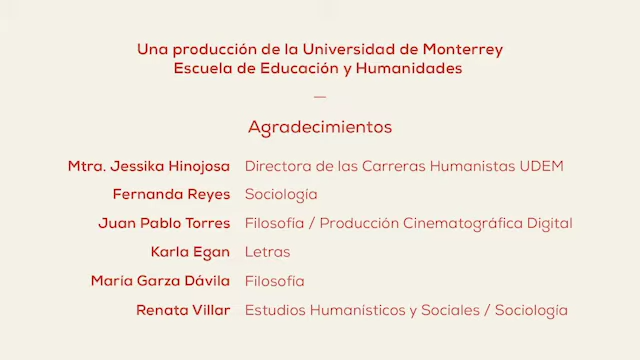 Una producción de la Universidad de Monterrey
Escuela de Educación y Humanidades
—
Agradecimientos
Mtra. Jessika Hinojosa Directora de las Carreras Humanistas UDEM
Fernanda Reyes Sociología
Juan Pablo Torres Filosofía / Producción Cinematográfica Digital
Karla Egan Letras
María Garza Dávila Filosofía
Renata Villar Estudios Humanísticos y Sociales / Sociología